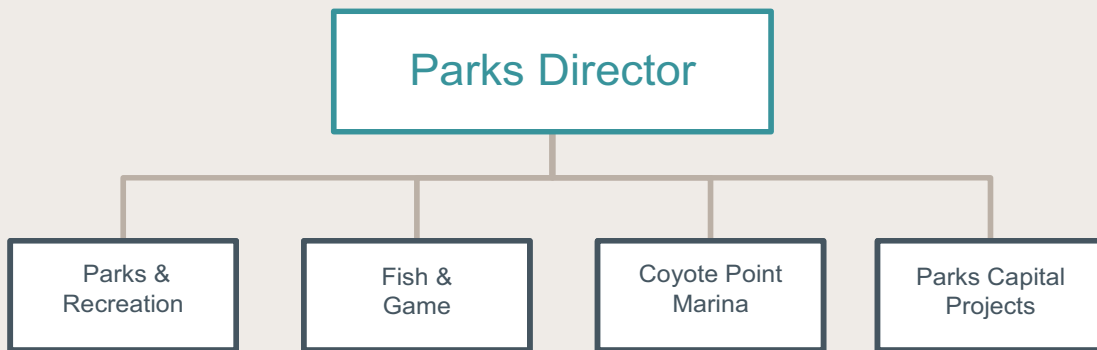 Parks Director
Parks &
Recreation
Fish &
Game
Coyote Point
Marina
Parks Capital
Projects